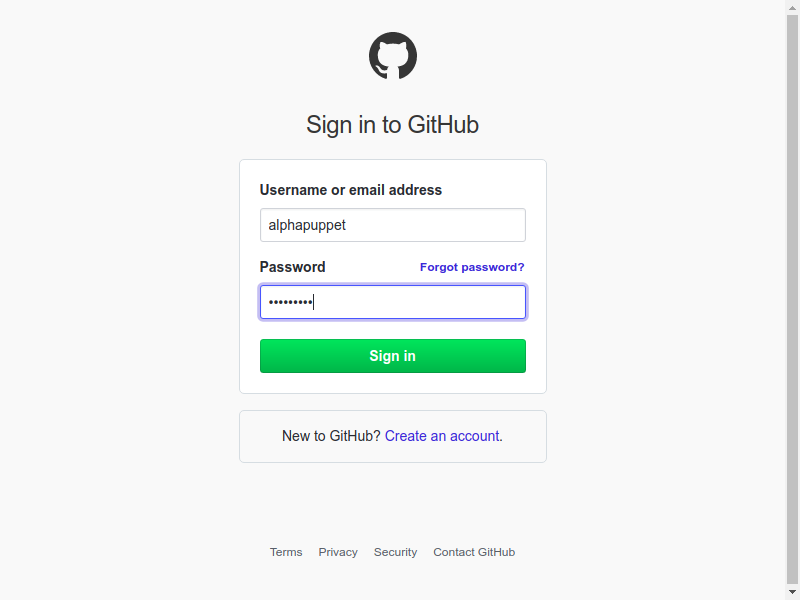 Sign in to GitHub
Username or email address
alphapuppet
Password Forgot password?
•••••••••
Sign in
New to GitHub? Create an account.
Terms Privacy Security Contact GitHub